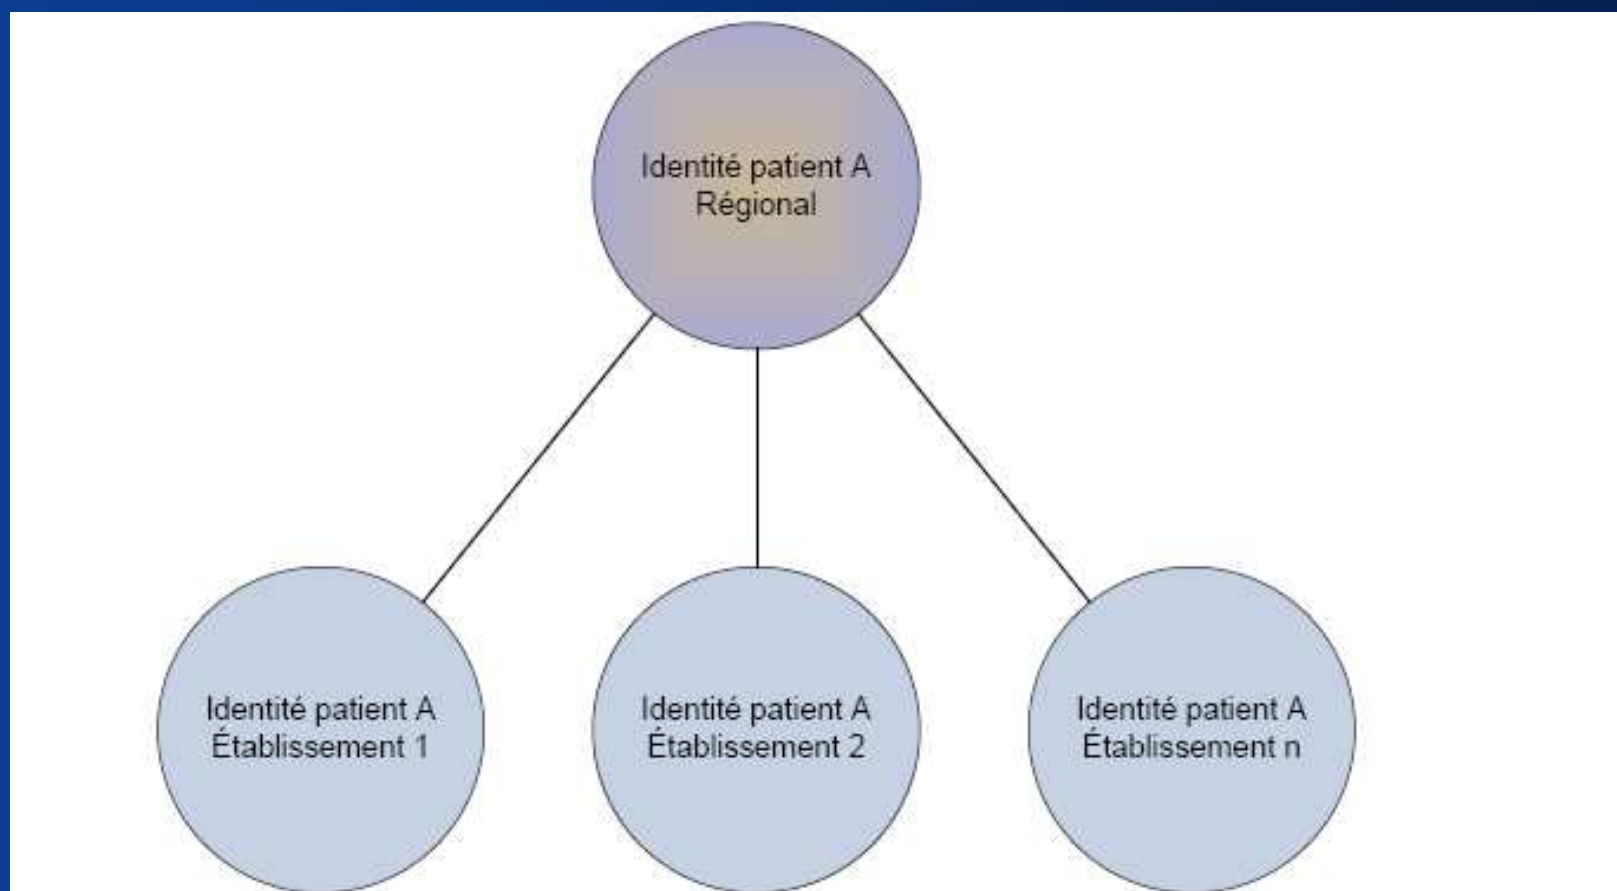 Identité patient A
Régional
Identité patient A
Établissement 1
Identité patient A
Établissement 2
Identité patient A
Établissement n